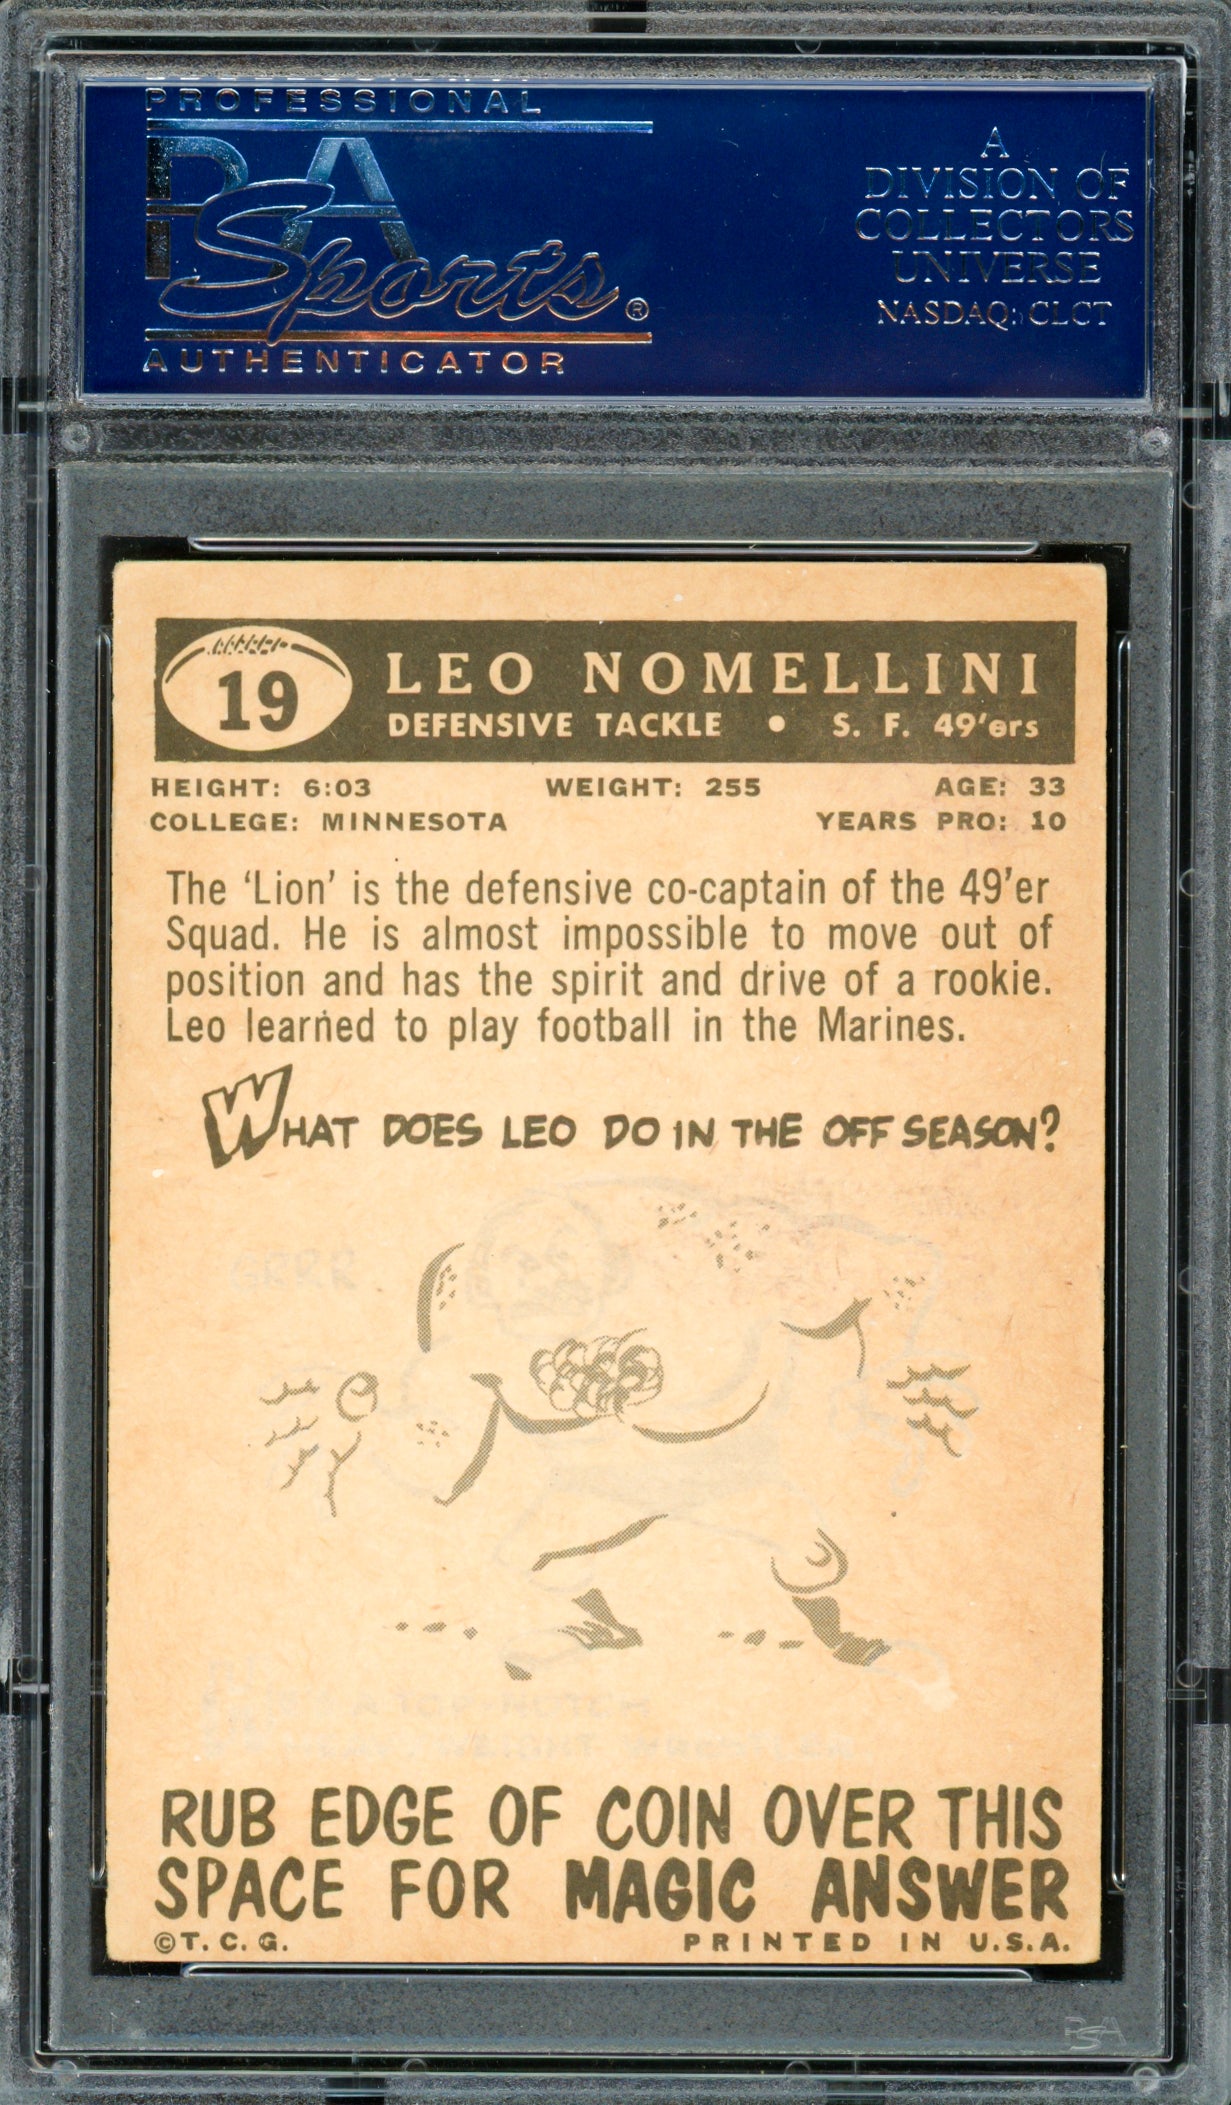 PROFESSIONAL
PSA
Sports®
AUTHENTICATOR
A
DIVISION OF
COLLECTORS
UNIVERSE
NASDAQ: CLCT
19
LEO NOMELLINI
DEFENSIVE TACKLE • S. F. 49'ers
HEIGHT: 6:03 WEIGHT: 255 AGE: 33
COLLEGE: MINNESOTA YEARS PRO: 10
The 'Lion' is the defensive co-captain of the 49'er
Squad. He is almost impossible to move out of
position and has the spirit and drive of a rookie.
Leo learned to play football in the Marines.
WHAT DOES LEO DO IN THE OFF SEASON?
RUB EDGE OF COIN OVER THIS
SPACE FOR MAGIC ANSWER
©T. C. G. PRINTED IN U.S.A.
PSA